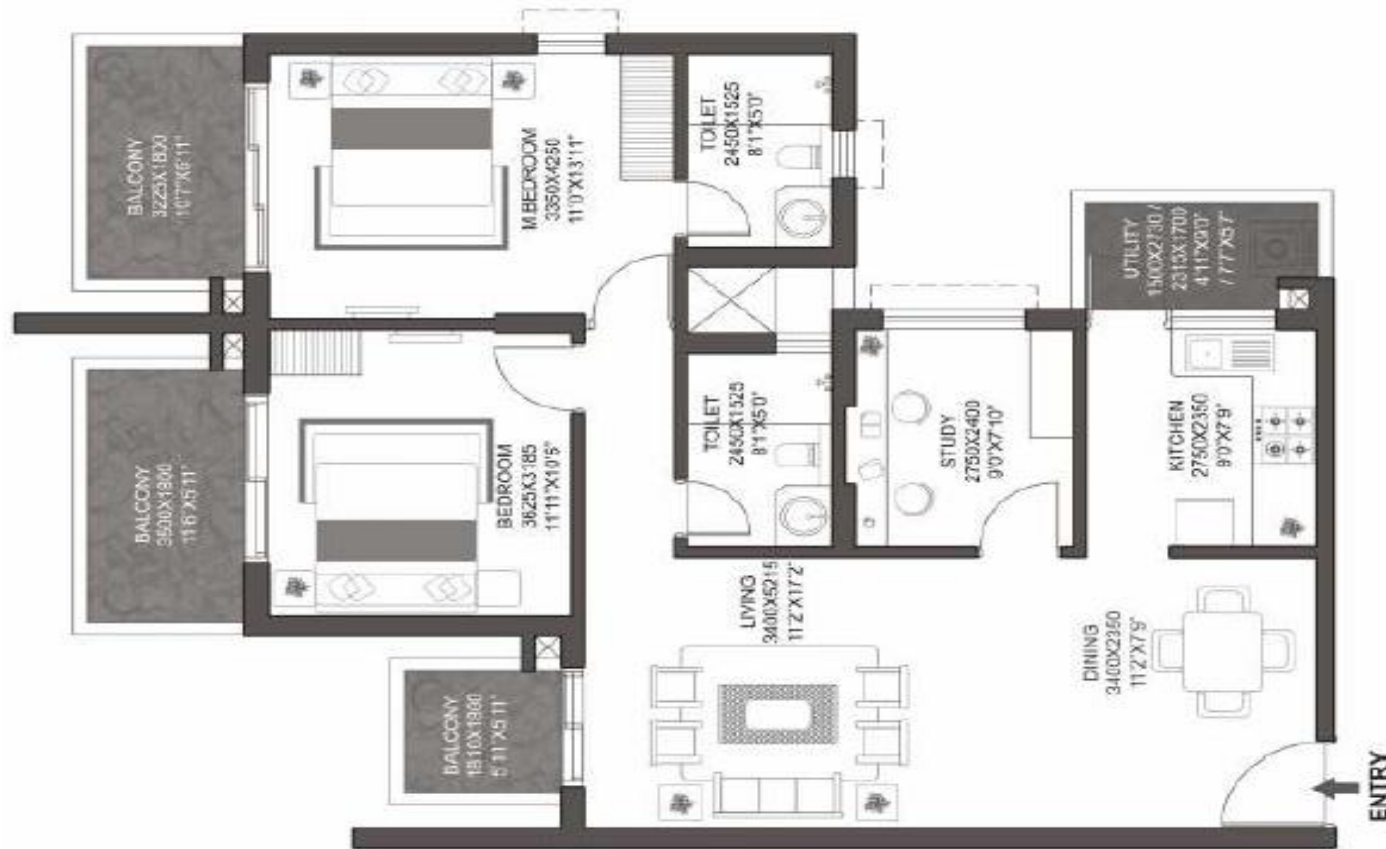 BALCONY
3225X1800
10'7"X5'11"
BALCONY
3500X1800
11'6"X5'11"
BALCONY
1810X1800
5'11"X5'11"
M.BEDROOM
3350X4250
11'0"X13'11"
BEDROOM
3625X3185
11'11"X10'5"
TOILET
2450X1525
8'1"X5'0"
TOILET
2450X1525
8'1"X5'0"
LIVING
3400X5215
11'2"X17'2"
STUDY
2750X2400
9'0"X7'10"
UTILITY
1500X2730 /
2315X1700
4'11"X9'0"
/ 7'7"X5'7"
KITCHEN
2750X2350
9'0"X7'9"
DINING
3400X2350
11'2"X7'9"
ENTRY